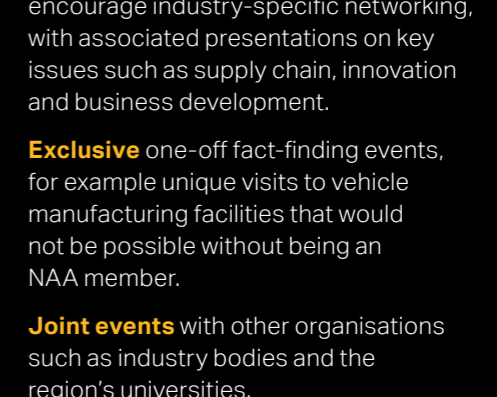 encourage industry-specific networking,
with associated presentations on key
issues such as supply chain, innovation
and business development.
Exclusive one-off fact-finding events,
for example unique visits to vehicle
manufacturing facilities that would
not be possible without being an
NAA member.
Joint events with other organisations
such as industry bodies and the
region's universities.